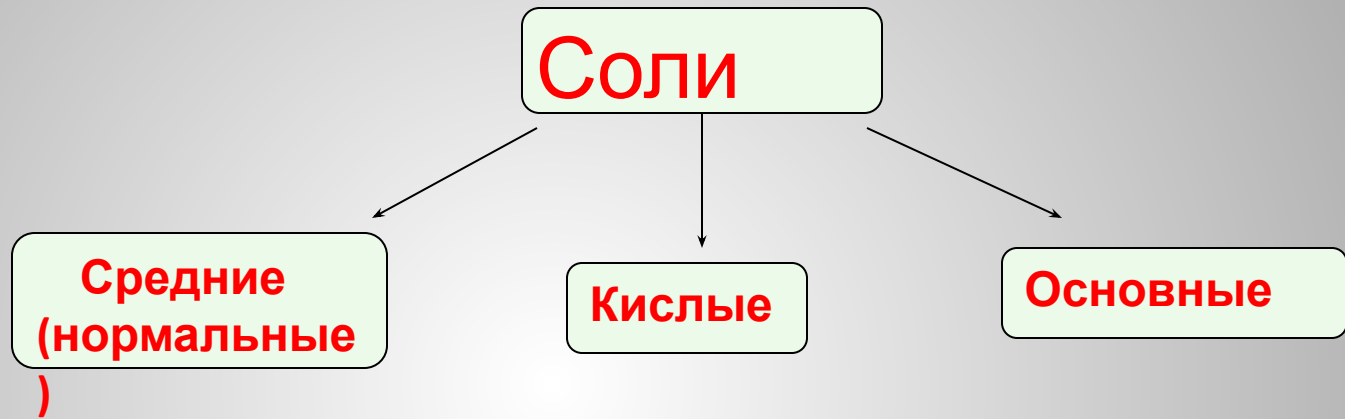 Соли
Средние
(нормальные
)
Кислые
Основные